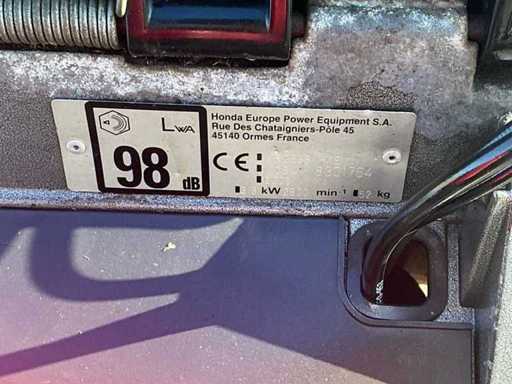 LWA
98 dB
Honda Europe Power Equipment S.A.
Rue Des Chataigniers-Pôle 45
45140 Ormes France
CE
8351764
kW min⁻¹ kg